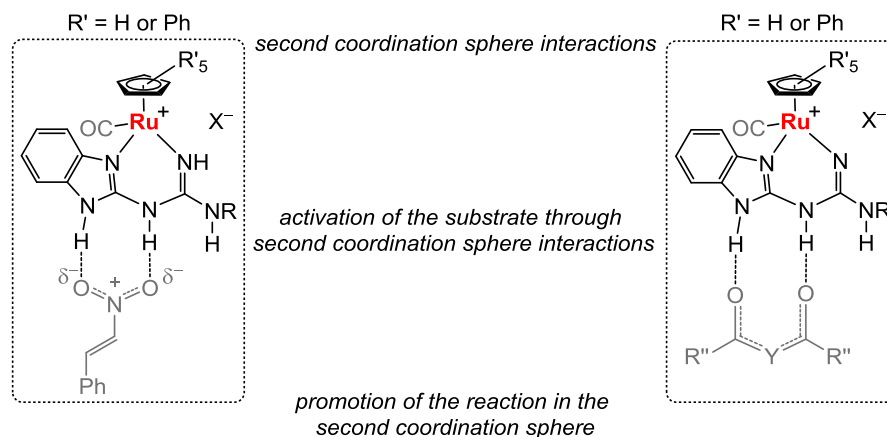 R' = H or Ph
second coordination sphere interactions
R' = H or Ph
R'5
OC
Ru+
X–
N
NH
N
H
N
H
NR
H
δ–
O
+
N
O
δ–
Ph
activation of the substrate through
second coordination sphere interactions
R'5
OC
Ru+
X–
N
N
N
H
N
H
NR
H
O
O
R''
Y
R''
promotion of the reaction in the
second coordination sphere